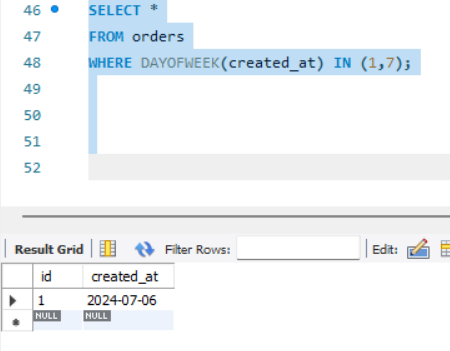 46 SELECT *
47 FROM orders
48 WHERE DAYOFWEEK(created_at) IN (1,7);
49
50
51
52
Result Grid Filter Rows: Edit:
id created_at
1 2024-07-06
NULL NULL